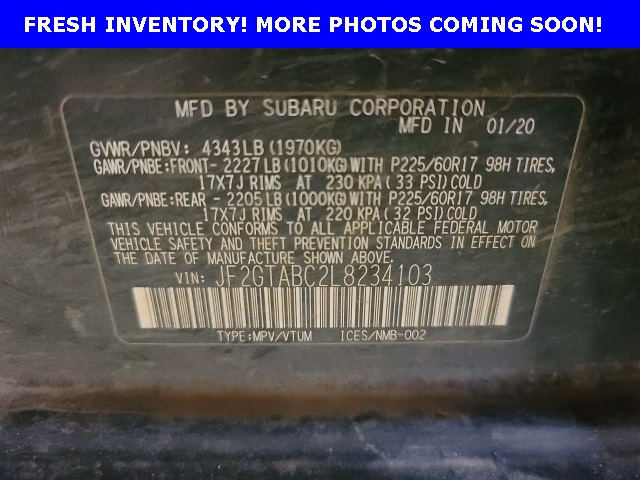 FRESH INVENTORY! MORE PHOTOS COMING SOON!
MFD BY SUBARU CORPORATION
MFD IN 01/20
GVWR/PNBV: 4343LB(1970KG)
GAWR/PNBE:FRONT- 2227LB(1010KG)WITH P225/60R17 98H TIRES,
17X7J RIMS AT 230 KPA(33 PSI)COLD
GAWR/PNBE:REAR - 2205LB(1000KG)WITH P225/60R17 98H TIRES,
17X7J RIMS AT 220 KPA(32 PSI)COLD
THIS VEHICLE CONFORMS TO ALL APPLICABLE FEDERAL MOTOR
VEHICLE SAFETY AND THEFT PREVENTION STANDARDS IN EFFECT ON
THE DATE OF MANUFACTURE SHOWN ABOVE.
VIN: JF2GTABC2L8234103
TYPE:MPV/VTUM ICES/NMB-002